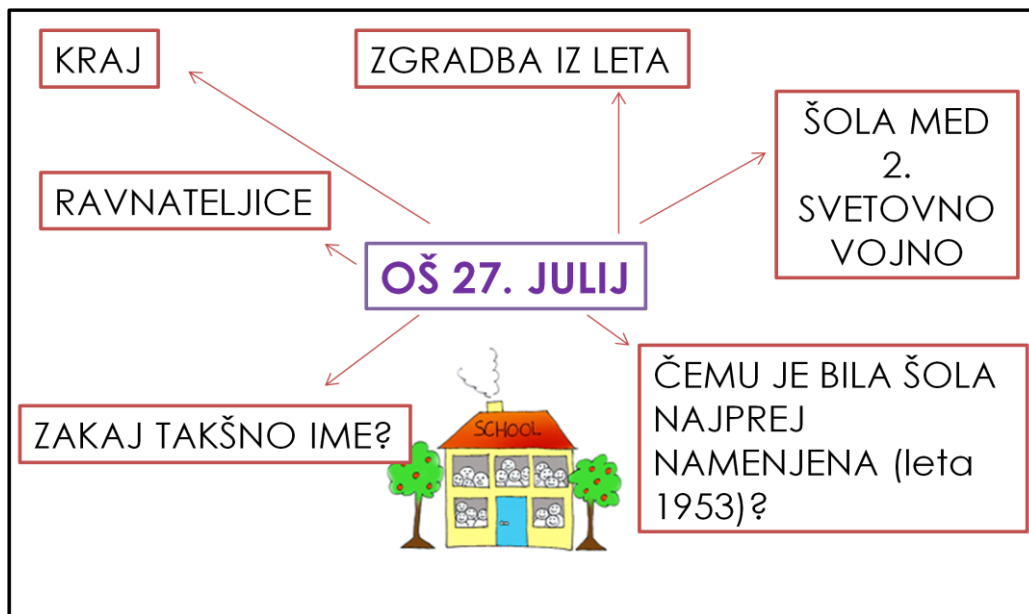 KRAJ
ZGRADBA IZ LETA
ŠOLA MED
2.
SVETOVNO
VOJNO
RAVNATELJICE
OŠ 27. JULIJ
ZAKAJ TAKŠNO IME?
ČEMU JE BILA ŠOLA
NAJPREJ
NAMENJENA (leta
1953)?
SCHOOL